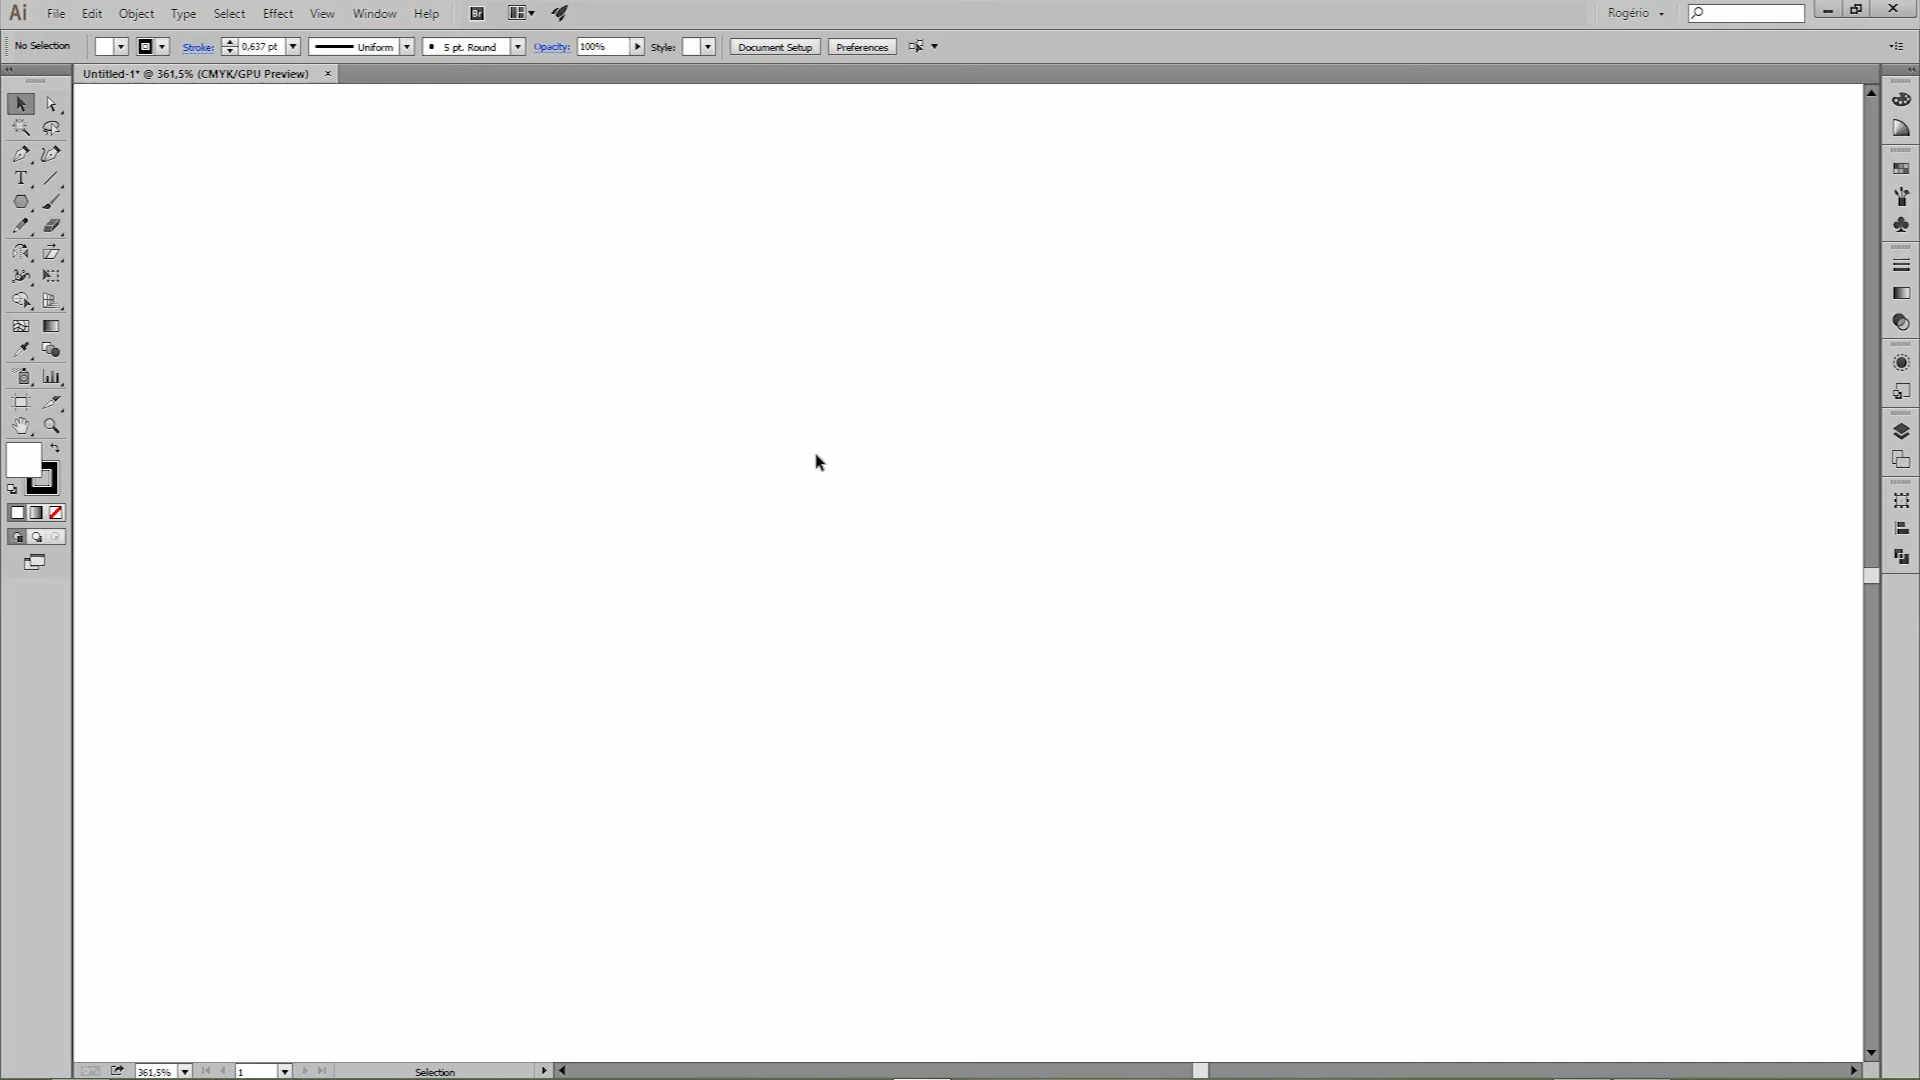 Ai File Edit Object Type Select Effect View Window Help Br Rogério
No Selection Stroke: 0,637 pt Uniform 5 pt. Round Opacity: 100% Style: Document Setup Preferences
Untitled-1* @ 361,5% (CMYK/GPU Preview) ×
T
361,5% 1 Selection